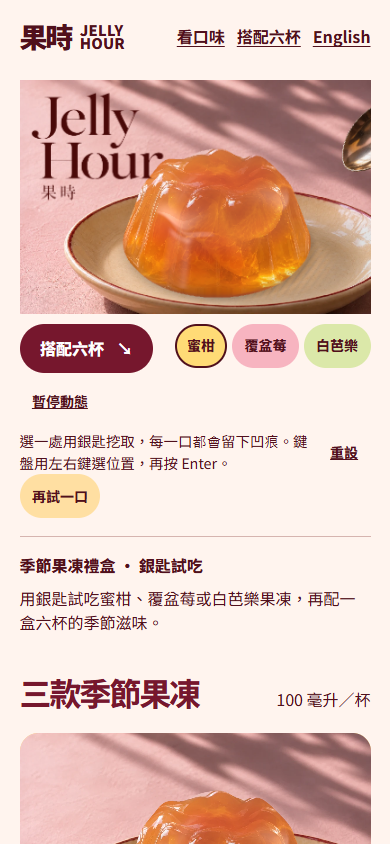 果時 JELLY HOUR
看口味 搭配六杯 English
Jelly
Hour
果時
搭配六杯 ↘
蜜柑 覆盆莓 白芭樂
暫停動態
選一處用銀匙挖取，每一口都會留下凹痕。鍵
盤用左右鍵選位置，再按 Enter。
重設
再試一口
季節果凍禮盒・銀匙試吃
用銀匙試吃蜜柑、覆盆莓或白芭樂果凍，再配一
盒六杯的季節滋味。
三款季節果凍
100 毫升／杯